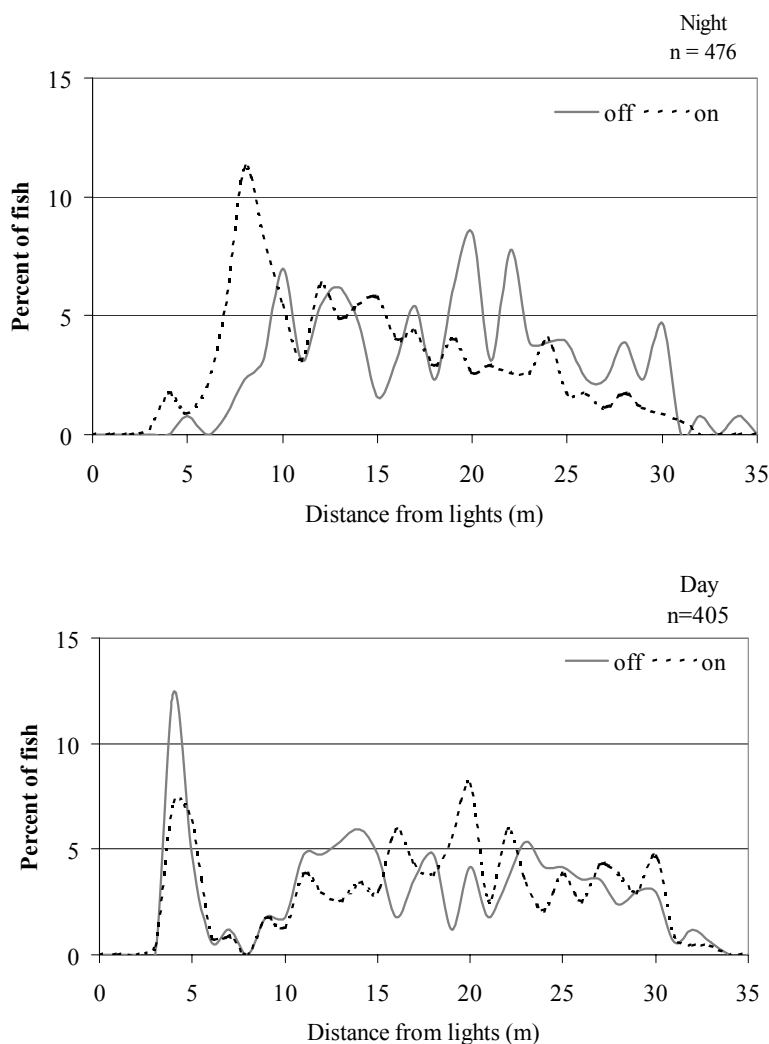 Night
n = 476
15
off on
10
Percent of fish
5
0
0 5 10 15 20 25 30 35
Distance from lights (m)
Day
n=405
15
off on
10
Percent of fish
5
0
0 5 10 15 20 25 30 35
Distance from lights (m)